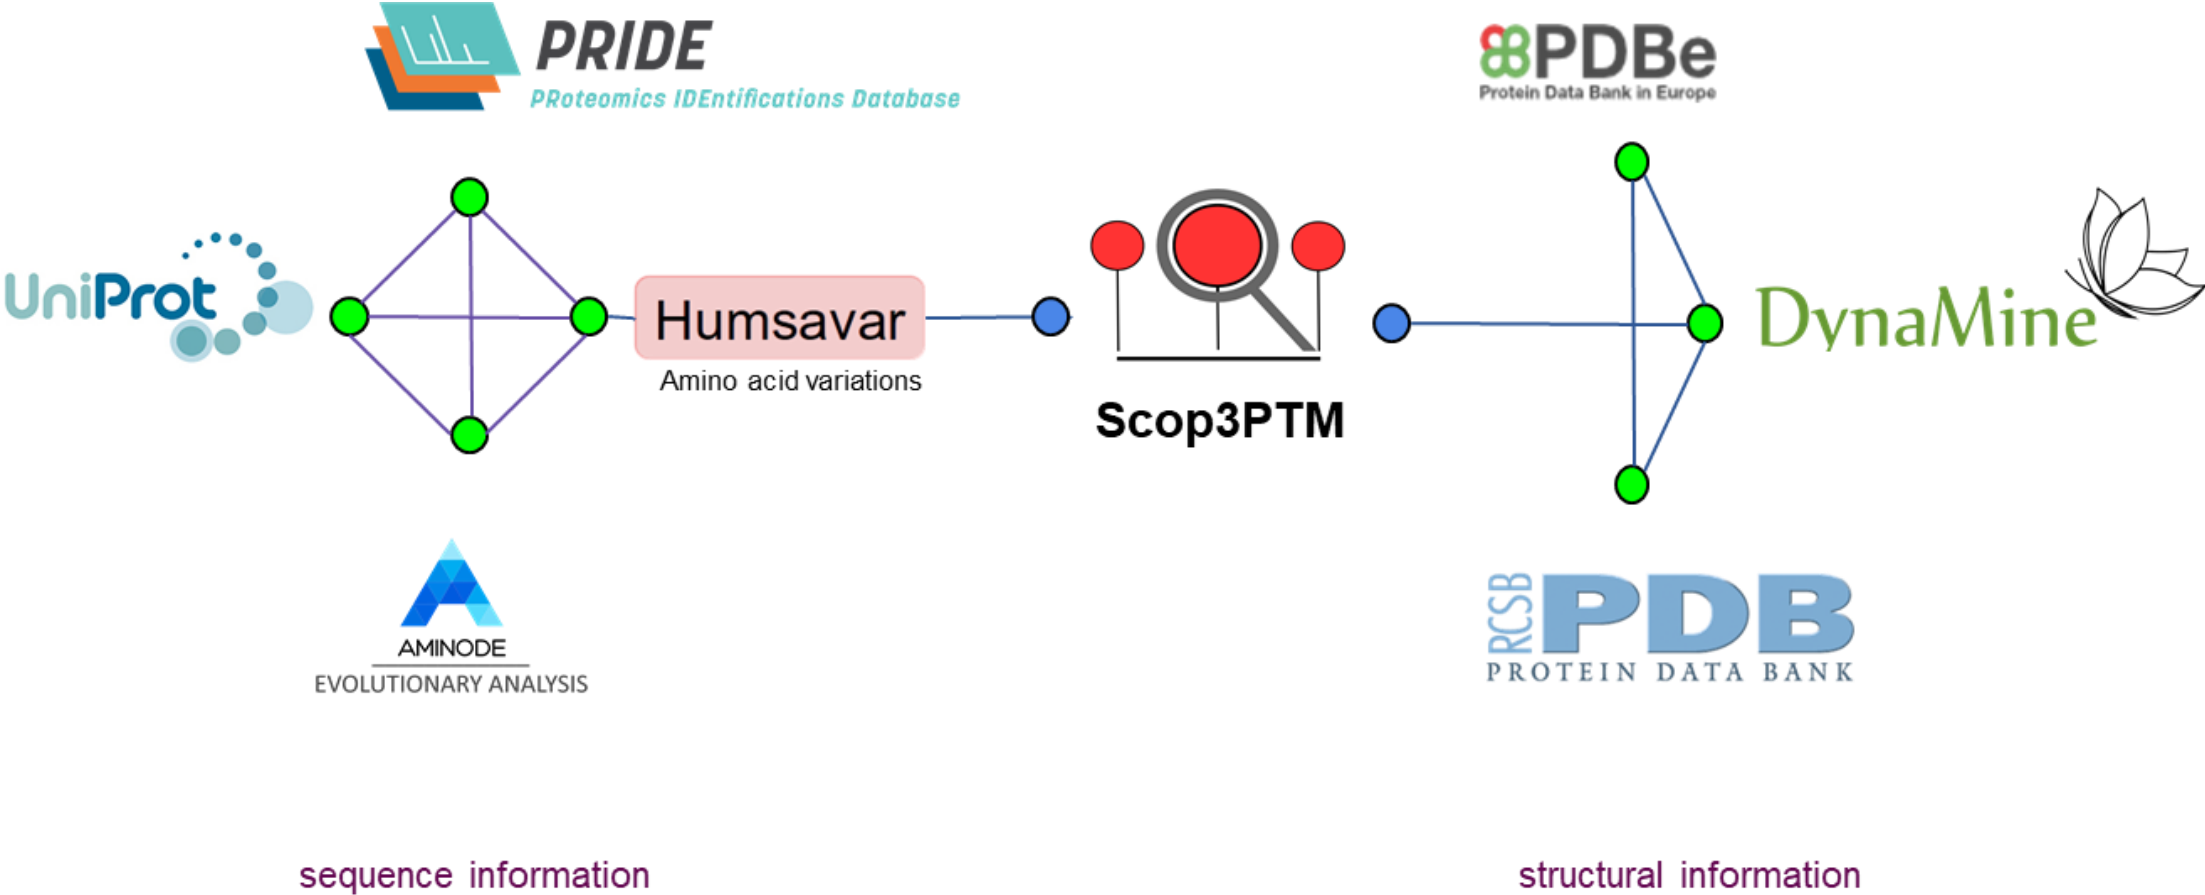 PRIDE
PRoteomics IDEntifications Database
PDBe
Protein Data Bank in Europe
UniProt
Humsavar
Amino acid variations
Scop3PTM
DynaMine
AMINODE
EVOLUTIONARY ANALYSIS
RCSB
PDB
PROTEIN DATA BANK
sequence information
structural information